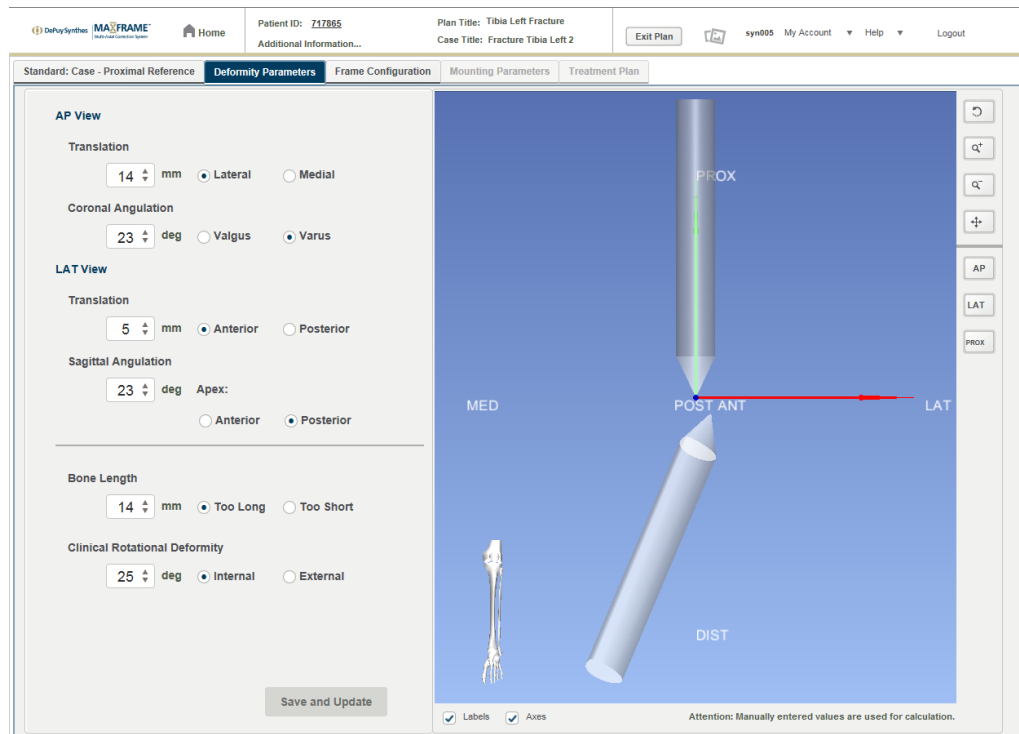 DePuySynthes MAXFRAME™
Multi-Axial Correction System
Home
Patient ID: 717865
Additional Information...
Plan Title: Tibia Left Fracture
Case Title: Fracture Tibia Left 2
Exit Plan
syn005 My Account ▼ Help ▼ Logout
Standard: Case - Proximal Reference Deformity Parameters Frame Configuration Mounting Parameters Treatment Plan
AP View
Translation
14 mm Lateral Medial
Coronal Angulation
23 deg Valgus Varus
LAT View
Translation
5 mm Anterior Posterior
Sagittal Angulation
23 deg Apex:
Anterior Posterior
Bone Length
14 mm Too Long Too Short
Clinical Rotational Deformity
25 deg Internal External
Save and Update
PROX
MED POST ANT LAT
DIST
AP
LAT
PROX
Labels Axes Attention: Manually entered values are used for calculation.